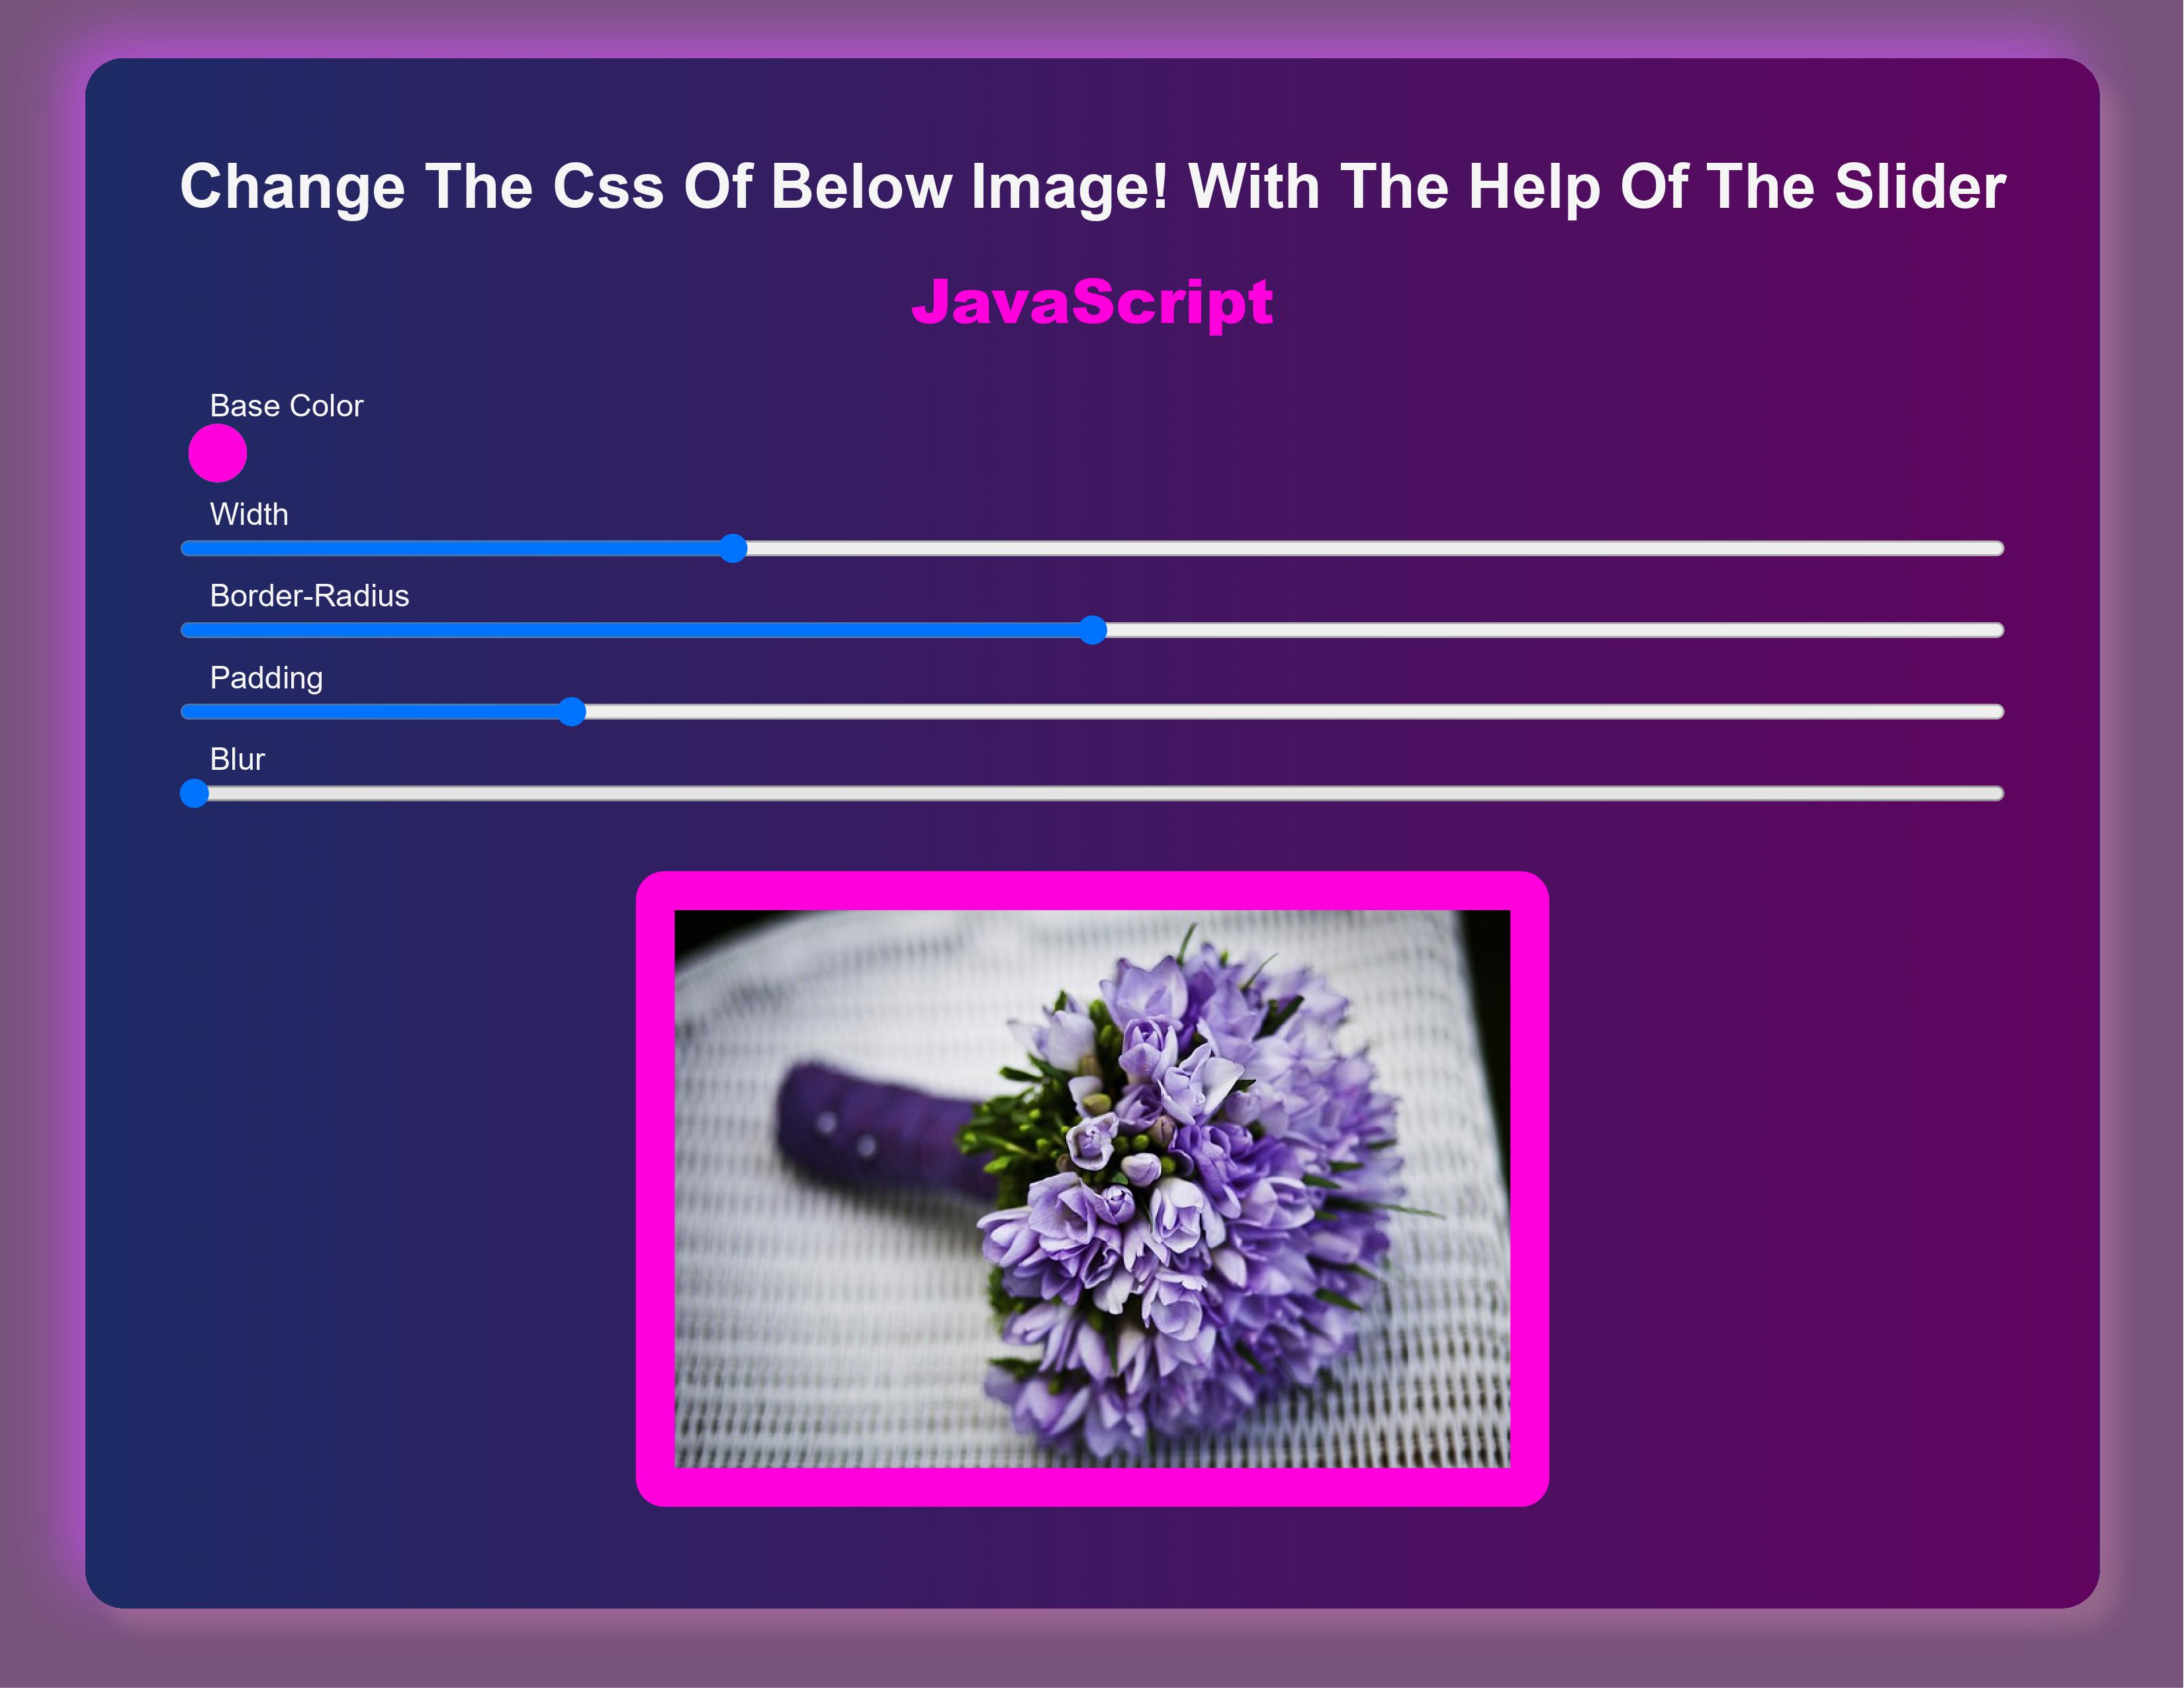 Change The Css Of Below Image! With The Help Of The Slider
JavaScript
Base Color
Width
Border-Radius
Padding
Blur